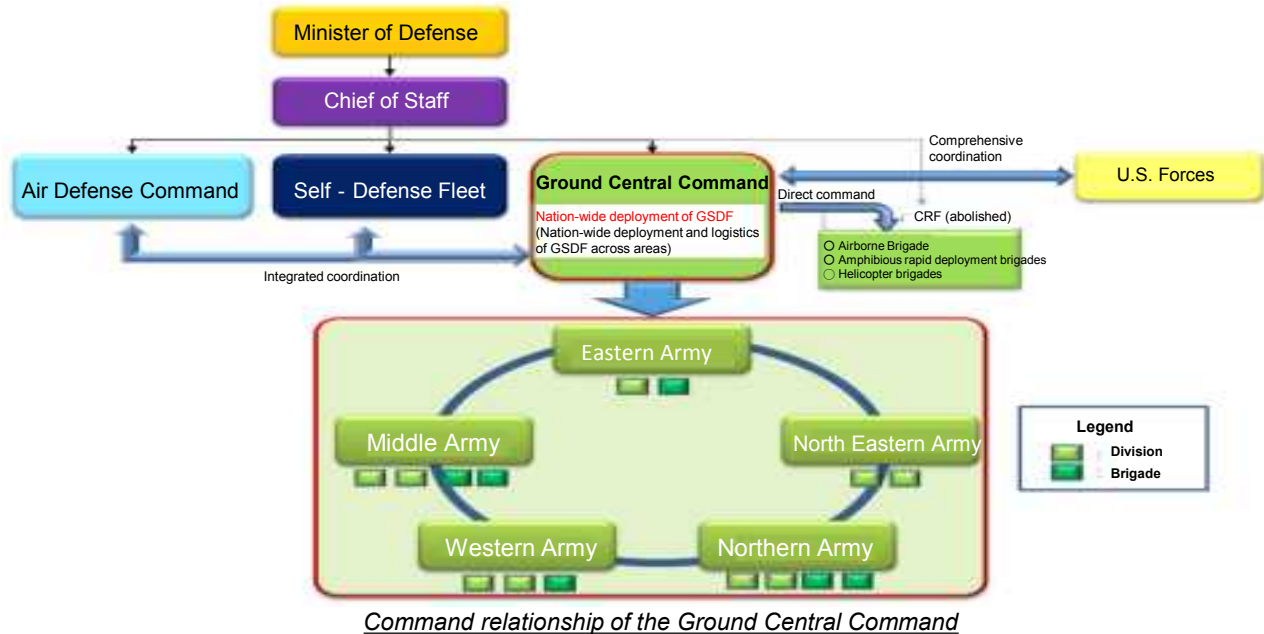 Minister of Defense
Chief of Staff
Air Defense Command
Self - Defense Fleet
Ground Central Command
Nation-wide deployment of GSDF
(Nation-wide deployment and logistics
of GSDF across areas)
Comprehensive
coordination
U.S. Forces
Direct command
CRF (abolished)
○ Airborne Brigade
○ Amphibious rapid deployment brigades
○ Helicopter brigades
Integrated coordination
Eastern Army
Middle Army
North Eastern Army
Western Army
Northern Army
Legend
: Division
: Brigade
Command relationship of the Ground Central Command